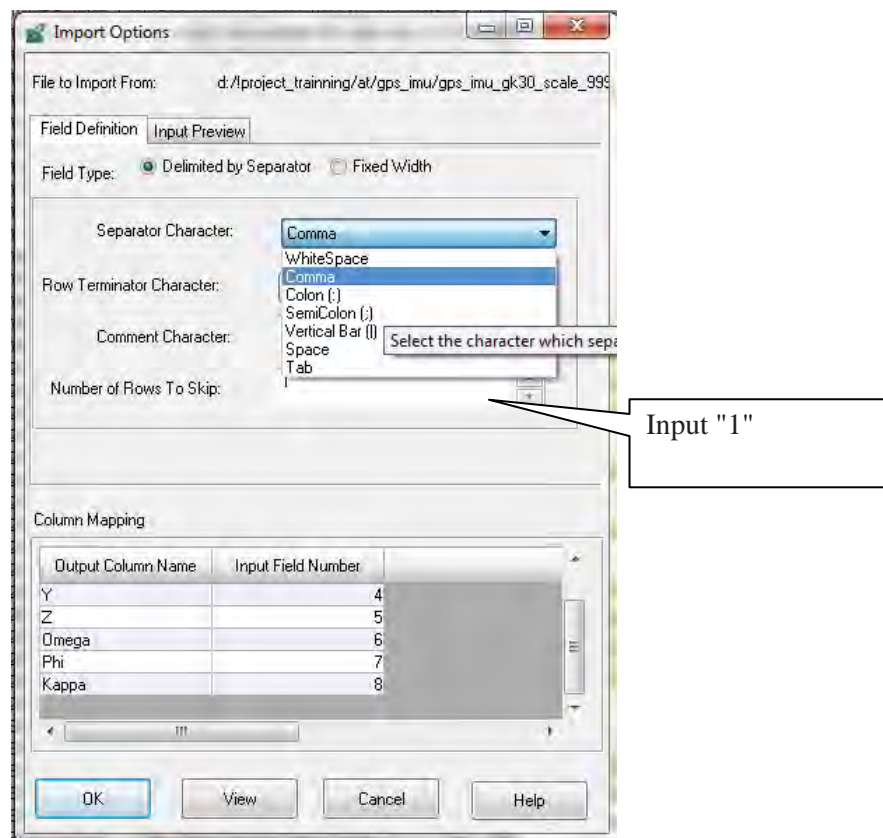 Import Options
File to Import From: d:/!project_trainning/at/gps_imu/gps_imu_gk30_scale_999
Field Definition Input Preview
Field Type: Delimited by Separator Fixed Width
Separator Character: Comma
WhiteSpace
Comma
Row Terminator Character:
Colon (:)
SemiColon (;)
Comment Character:
Vertical Bar (|)
Select the character which sepa
Space
Tab
Number of Rows To Skip:
Input "1"
Column Mapping
Output Column Name Input Field Number
Y 4
Z 5
Omega 6
Phi 7
Kappa 8
OK View Cancel Help